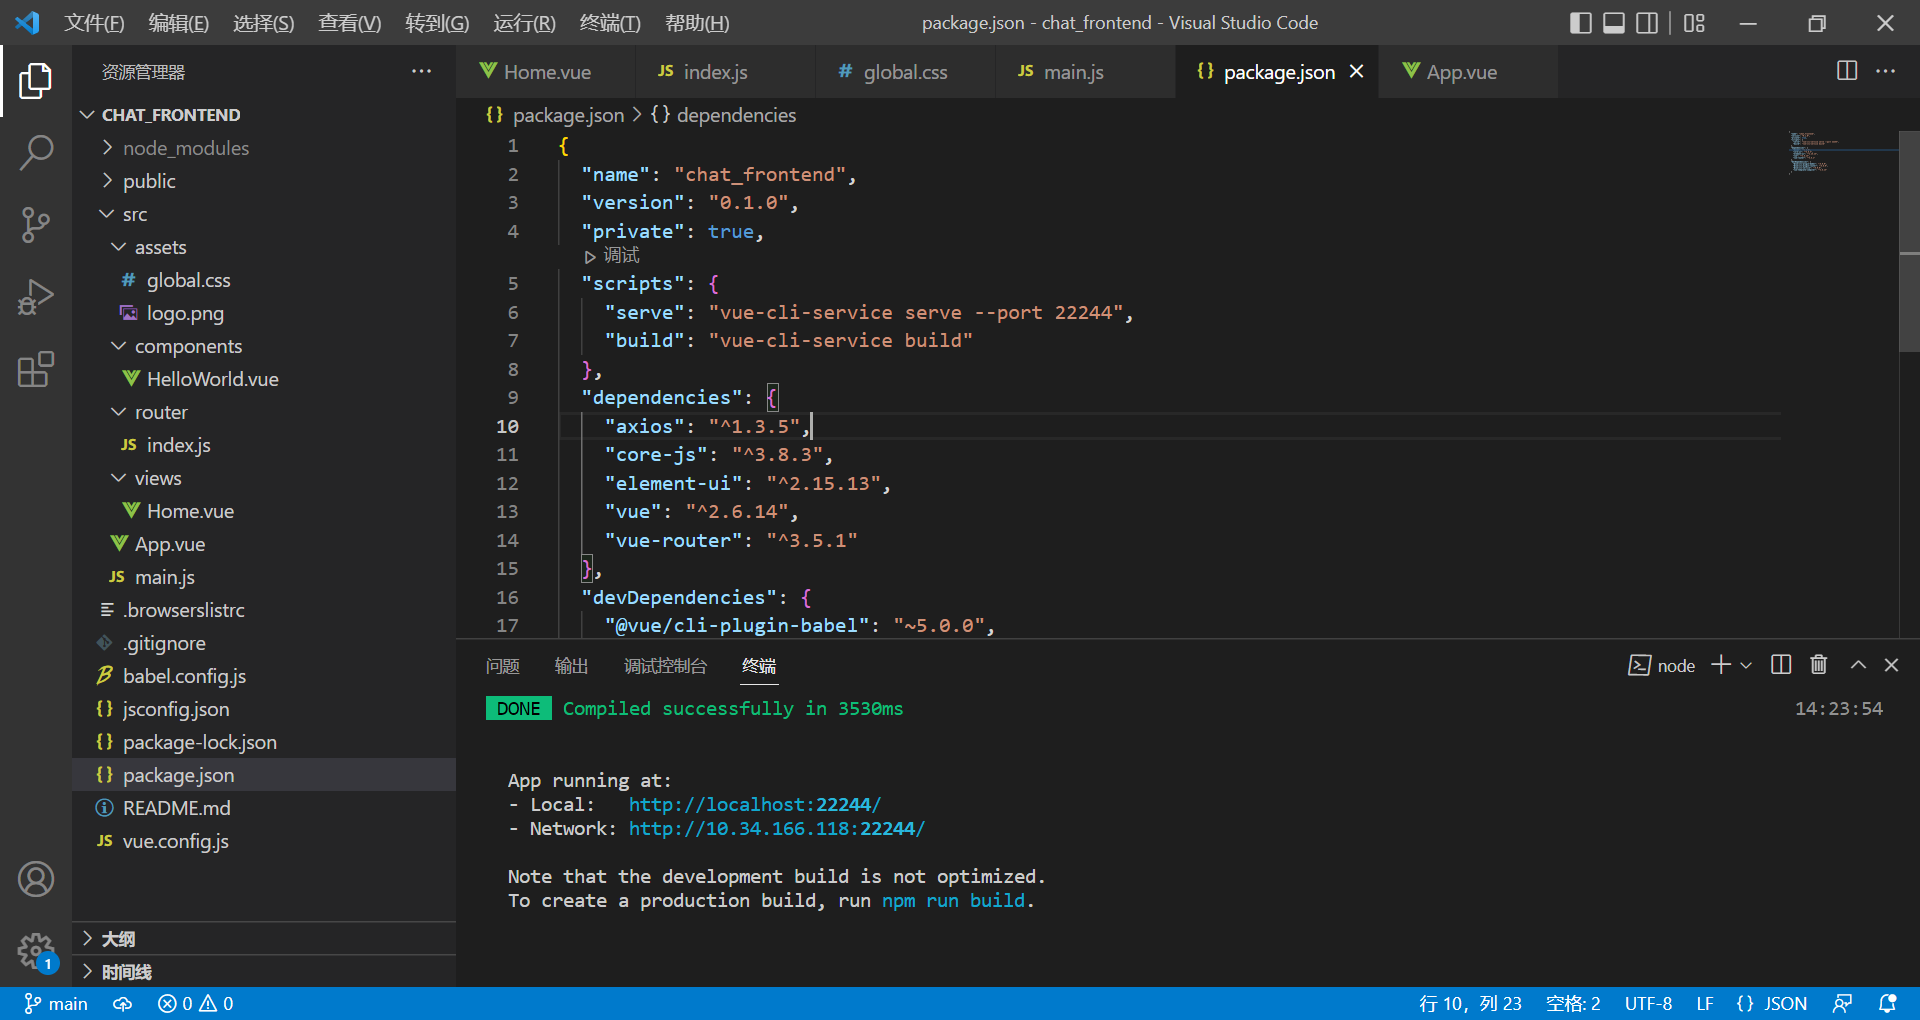 文件(F) 编辑(E) 选择(S) 查看(V) 转到(G) 运行(R) 终端(T) 帮助(H) package.json - chat_frontend - Visual Studio Code
资源管理器
CHAT_FRONTEND
node_modules
public
src
assets
global.css
logo.png
components
HelloWorld.vue
router
index.js
views
Home.vue
App.vue
main.js
.browserslistrc
.gitignore
babel.config.js
jsconfig.json
package-lock.json
package.json
README.md
vue.config.js
大纲
时间线
Home.vue index.js global.css main.js package.json App.vue
package.json > {} dependencies
1 {
2 "name": "chat_frontend",
3 "version": "0.1.0",
4 "private": true,
调试
5 "scripts": {
6 "serve": "vue-cli-service serve --port 22244",
7 "build": "vue-cli-service build"
8 },
9 "dependencies": {
10 "axios": "^1.3.5",
11 "core-js": "^3.8.3",
12 "element-ui": "^2.15.13",
13 "vue": "^2.6.14",
14 "vue-router": "^3.5.1"
15 },
16 "devDependencies": {
17 "@vue/cli-plugin-babel": "~5.0.0",
问题 输出 调试控制台 终端 node
DONE Compiled successfully in 3530ms 14:23:54
App running at:
- Local: http://localhost:22244/
- Network: http://10.34.166.118:22244/
Note that the development build is not optimized.
To create a production build, run npm run build.
1
main 0 0 行 10，列 23 空格: 2 UTF-8 LF {} JSON